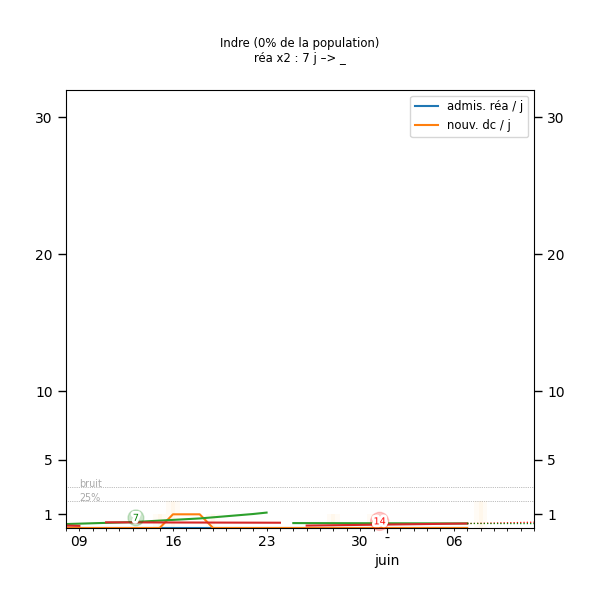 Indre (0% de la population)
réa x2 : 7 j –> _
admis. réa / j
nouv. dc / j
30 30
20 20
10 10
5 5
bruit
25%
1 7 14 1
09 16 23 30 - 06
juin